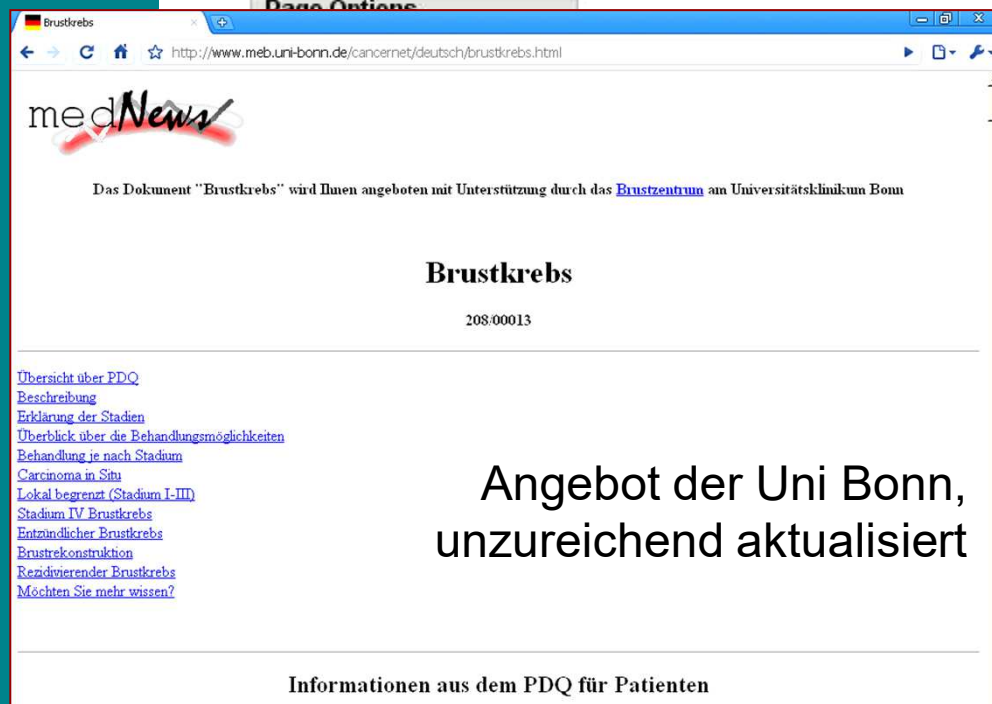 Page Options
Brustkrebs
http://www.meb.uni-bonn.de/cancernet/deutsch/brustkrebs.html
medNews
Das Dokument "Brustkrebs" wird Ihnen angeboten mit Unterstützung durch das Brustzentrum am Universitätsklinikum Bonn
Brustkrebs
208/00013
Übersicht über PDQ
Beschreibung
Erklärung der Stadien
Überblick über die Behandlungsmöglichkeiten
Behandlung je nach Stadium
Carcinoma in Situ
Lokal begrenzt (Stadium I-III)
Stadium IV Brustkrebs
Entzündlicher Brustkrebs
Brustrekonstruktion
Rezidivierender Brustkrebs
Möchten Sie mehr wissen?
Angebot der Uni Bonn,
unzureichend aktualisiert
Informationen aus dem PDQ für Patienten